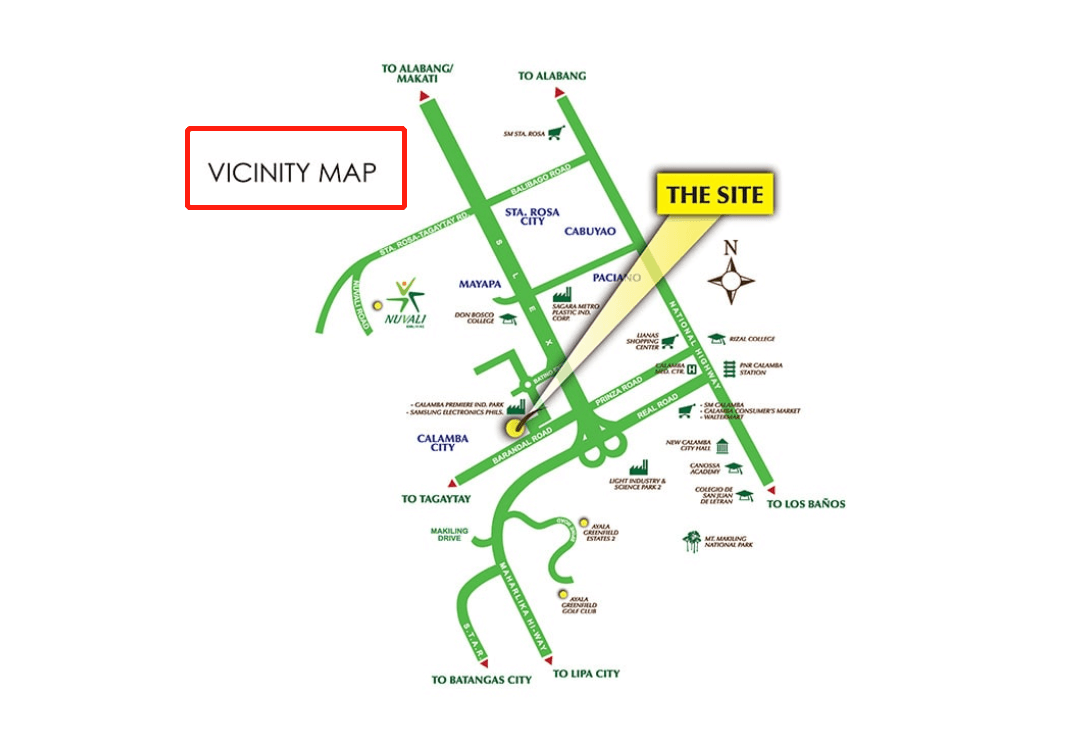 TO ALABANG/
MAKATI
TO ALABANG
SM STA. ROSA
VICINITY MAP
BALIBAGO ROAD
THE SITE
STA. ROSA
CITY
STA. ROSA-TAGAYTAY RD.
CABUYAO
N
SLEX
MAYAPA
PACIANO
NUVALI ROAD
NUVALI
SAGARA METRO
PLASTIC IND.
CORP.
DON BOSCO
COLLEGE
NATIONAL HIGHWAY
LIANAS
SHOPPING
CENTER
RIZAL COLLEGE
CALAMBA
MED. CTR.
H
PNR CALAMBA
STATION
BATINO
PRINZA ROAD
REAL ROAD
- CALAMBA PREMIERE IND. PARK
- SAMSUNG ELECTRONICS PHILS.
- SM CALAMBA
- CALAMBA CONSUMER'S MARKET
- WALTERMART
CALAMBA
CITY
BARANDAL ROAD
NEW CALAMBA
CITY HALL
CANOSSA
ACADEMY
LIGHT INDUSTRY &
SCIENCE PARK 2
TO TAGAYTAY
COLEGIO DE
SAN JUAN
DE LETRAN
TO LOS BAÑOS
MAKILING
DRIVE
AYALA
GREENFIELD
ESTATES 2
MT. MAKILING
NATIONAL PARK
MAHARLIKA HI-WAY
AYALA
GREENFIELD
GOLF CLUB
S.T.A.R.
TO BATANGAS CITY
TO LIPA CITY